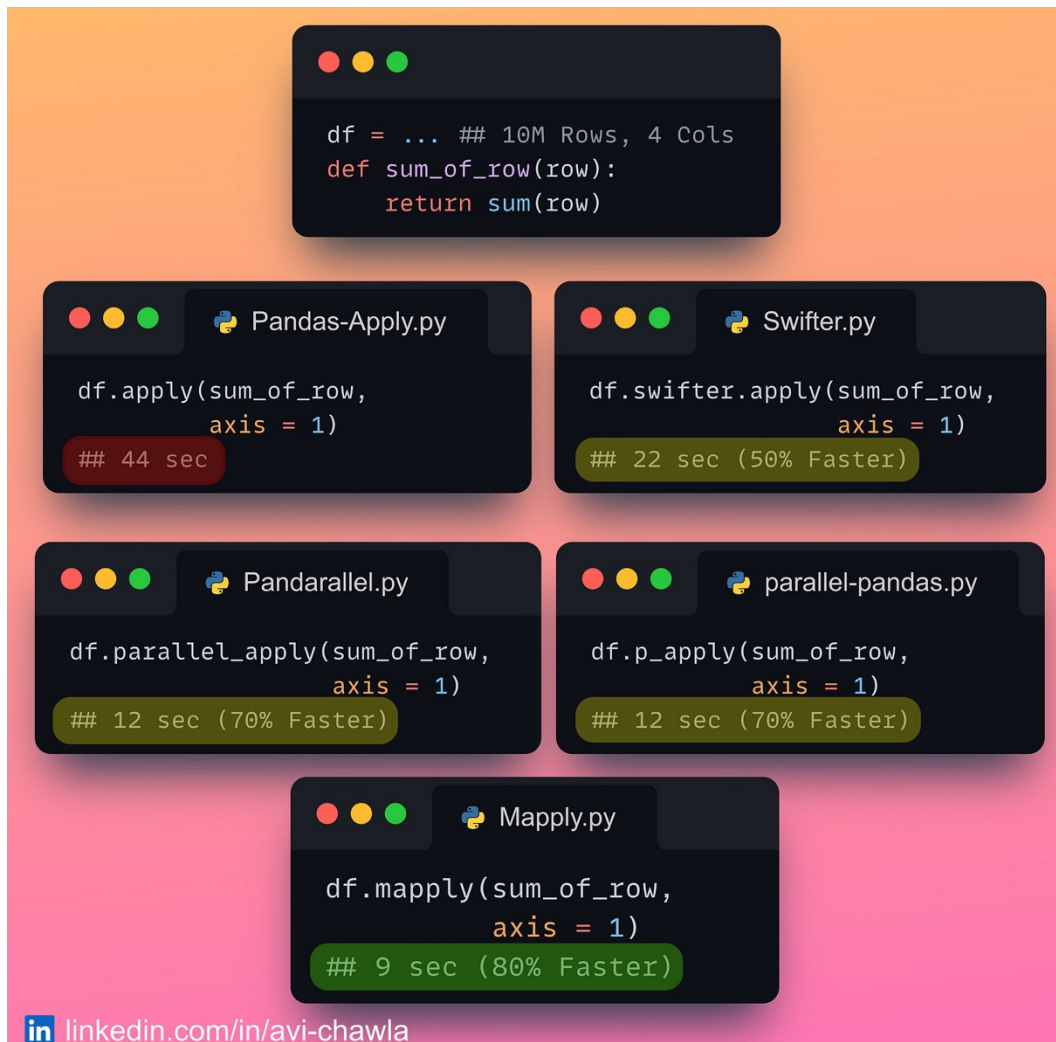 df = ... ## 10M Rows, 4 Cols
def sum_of_row(row):
    return sum(row)
Pandas-Apply.py
df.apply(sum_of_row,
         axis = 1)
## 44 sec
Swifter.py
df.swifter.apply(sum_of_row,
                 axis = 1)
## 22 sec (50% Faster)
Pandarallel.py
df.parallel_apply(sum_of_row,
                  axis = 1)
## 12 sec (70% Faster)
parallel-pandas.py
df.p_apply(sum_of_row,
           axis = 1)
## 12 sec (70% Faster)
Mapply.py
df.mapply(sum_of_row,
          axis = 1)
## 9 sec (80% Faster)
in linkedin.com/in/avi-chawla